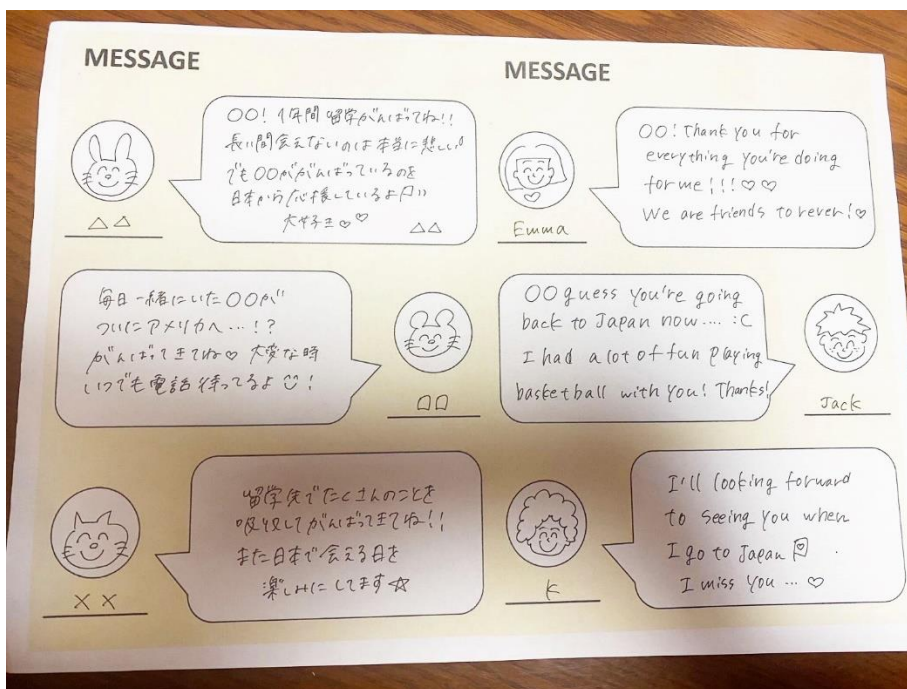 MESSAGE
〇〇! 1年間留学がんばってね!!
長い間会えないのは本当に悲しい
でも〇〇ががんばっているのを
日本から応援しているよ
大好き♡♡ △△
△△
毎日一緒にいた〇〇が
ついにアメリカへ…!?
がんばってきてね♡ 大変な時
いつでも電話待ってるよ!
留学先でたくさんのことを
吸収してがんばってきてね!!
また日本で会える日を
楽しみにしてます☆
××
MESSAGE
〇〇! Thank you for
everything you're doing
for me!!! ♡♡
We are friends forever! ♡
Emma
〇〇 guess you're going
back to Japan now.... :C
I had a lot of fun playing
basketball with you! Thanks!
Jack
I'll looking forward
to seeing you when
I go to Japan
I miss you ... ♡
K